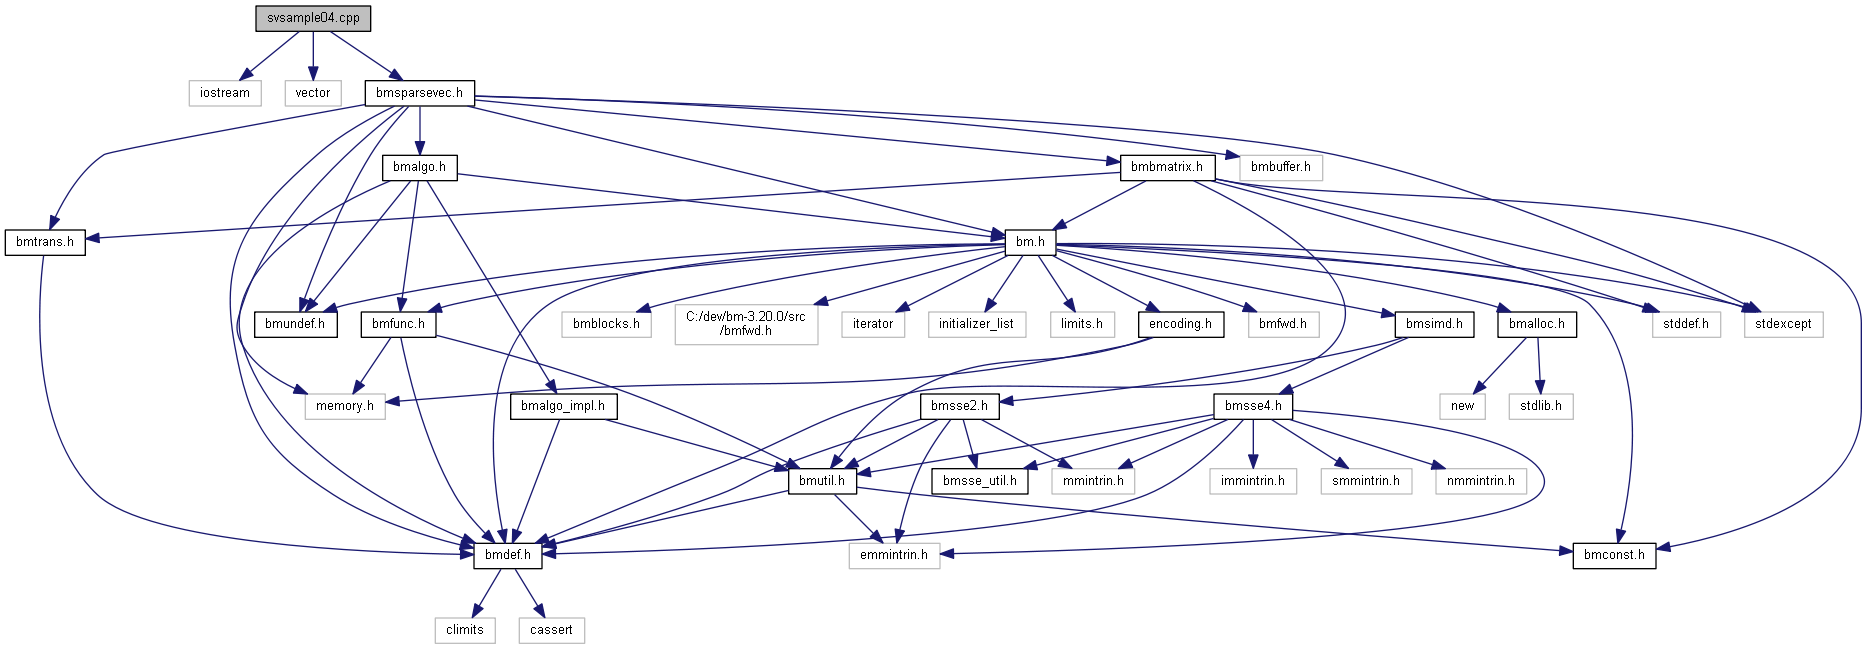 svsample04.cpp
iostream
vector
bmsparsevec.h
bmalgo.h
bmbmatrix.h
bmbuffer.h
bmtrans.h
bm.h
bmundef.h
bmfunc.h
bmblocks.h
C:/dev/bm-3.20.0/src
/bmfwd.h
iterator
initializer_list
limits.h
encoding.h
bmfwd.h
bmsimd.h
bmalloc.h
stddef.h
stdexcept
memory.h
bmalgo_impl.h
bmsse2.h
bmsse4.h
new
stdlib.h
bmutil.h
bmsse_util.h
mmintrin.h
immintrin.h
smmintrin.h
nmmintrin.h
bmdef.h
emmintrin.h
bmconst.h
climits
cassert